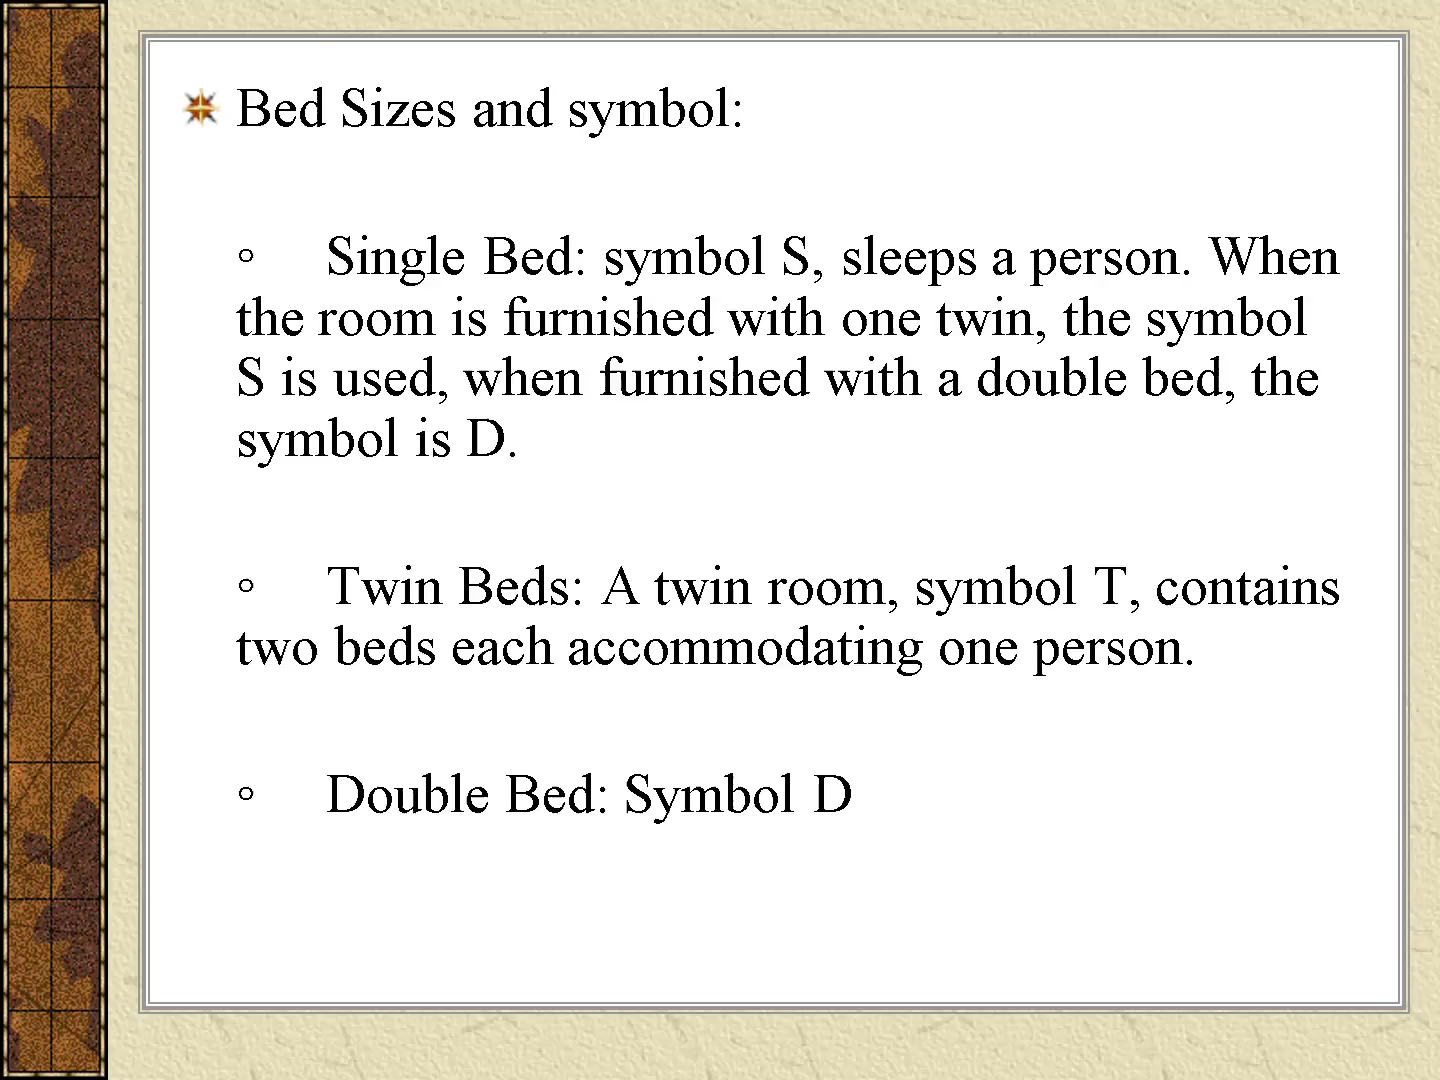 Bed Sizes and symbol:
◦ Single Bed: symbol S, sleeps a person. When
the room is furnished with one twin, the symbol
S is used, when furnished with a double bed, the
symbol is D.
◦ Twin Beds: A twin room, symbol T, contains
two beds each accommodating one person.
◦ Double Bed: Symbol D